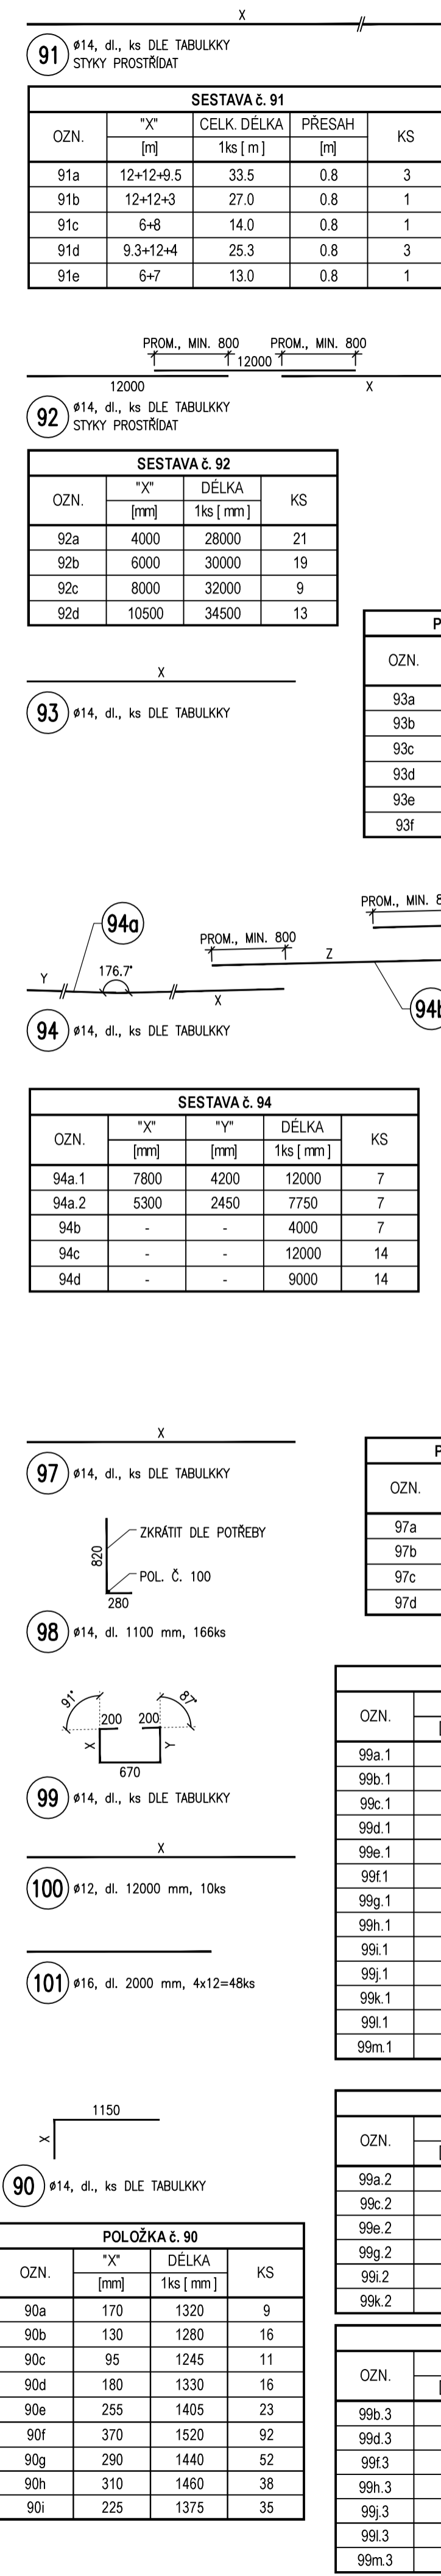 X
91 ø14, dl., ks DLE TABULKKY
STYKY PROSTŘÍDAT
SESTAVA č. 91
OZN. "X" CELK. DÉLKA PŘESAH KS
[m] 1ks [ m ] [m]
91a 12+12+9.5 33.5 0.8 3
91b 12+12+3 27.0 0.8 1
91c 6+8 14.0 0.8 1
91d 9.3+12+4 25.3 0.8 3
91e 6+7 13.0 0.8 1
PROM., MIN. 800 PROM., MIN. 800
12000
12000 X
92 ø14, dl., ks DLE TABULKKY
STYKY PROSTŘÍDAT
SESTAVA č. 92
OZN. "X" DÉLKA KS
[mm] 1ks [ mm ]
92a 4000 28000 21
92b 6000 30000 19
92c 8000 32000 9
92d 10500 34500 13
X
93 ø14, dl., ks DLE TABULKKY
P
OZN.
93a
93b
93c
93d
93e
93f
94a
PROM., MIN. 8
PROM., MIN. 800
Y 176.7° X Z
94b
94 ø14, dl., ks DLE TABULKKY
SESTAVA č. 94
OZN. "X" "Y" DÉLKA KS
[mm] [mm] 1ks [ mm ]
94a.1 7800 4200 12000 7
94a.2 5300 2450 7750 7
94b - - 4000 7
94c - - 12000 14
94d - - 9000 14
X
97 ø14, dl., ks DLE TABULKKY
P
OZN.
97a
97b
97c
97d
820
ZKRÁTIT DLE POTŘEBY
POL. Č. 100
280
98 ø14, dl. 1100 mm, 166ks
91° 87°
200 200
X Y
670
99 ø14, dl., ks DLE TABULKKY
OZN.
[
99a.1
99b.1
99c.1
99d.1
99e.1
99f.1
99g.1
99h.1
99i.1
99j.1
99k.1
99l.1
99m.1
X
100 ø12, dl. 12000 mm, 10ks
101 ø16, dl. 2000 mm, 4x12=48ks
OZN.
[
99a.2
99c.2
99e.2
99g.2
99i.2
99k.2
1150
X
90 ø14, dl., ks DLE TABULKKY
POLOŽKA č. 90
OZN. "X" DÉLKA KS
[mm] 1ks [ mm ]
90a 170 1320 9
90b 130 1280 16
90c 95 1245 11
90d 180 1330 16
90e 255 1405 23
90f 370 1520 92
90g 290 1440 52
90h 310 1460 38
90i 225 1375 35
OZN.
[
99b.3
99d.3
99f.3
99h.3
99j.3
99l.3
99m.3